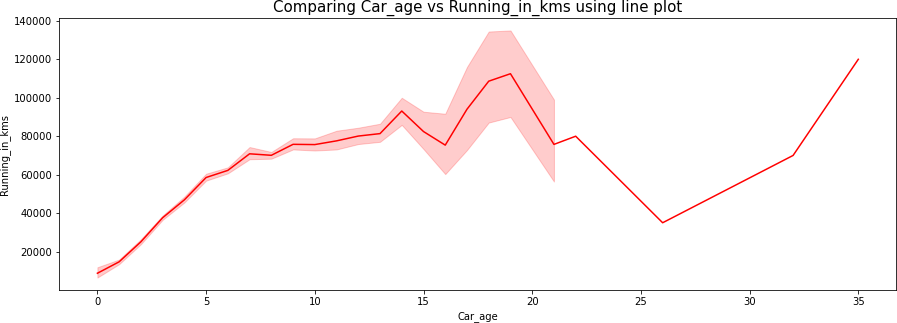 Comparing Car_age vs Running_in_kms using line plot
140000
120000
100000
80000
60000
40000
20000
Running_in_kms
0 5 10 15 20 25 30 35
Car_age